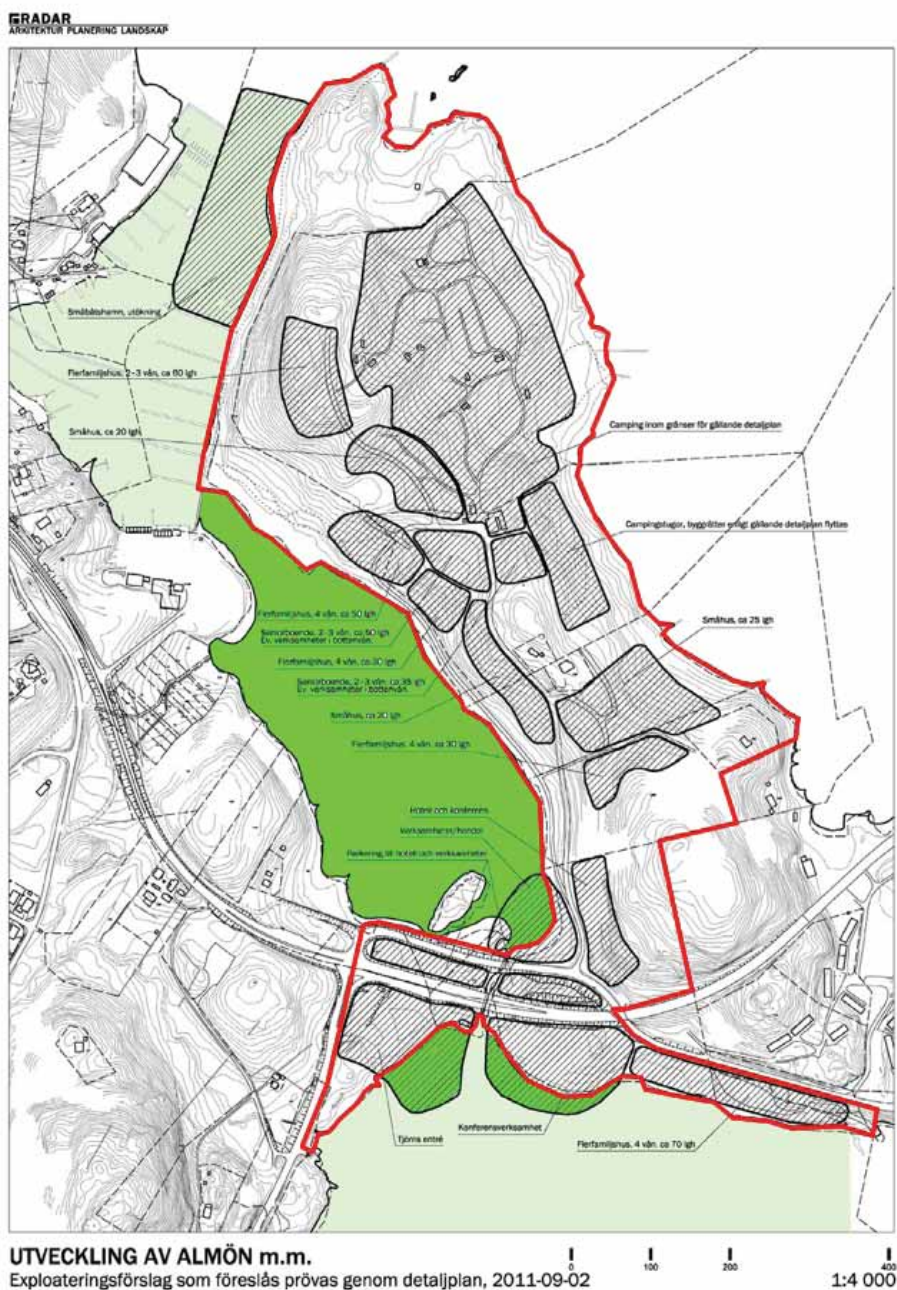 RADAR
ARKITEKTUR PLANERING LANDSKAP
Småbåtshamn, utökning
Flerfamiljshus, 2-3 vån, ca 60 lgh
Småhus, ca 20 lgh
Camping inom gränser för gällande detaljplan
Campingstugor, byggrätter enligt gällande detaljplan flyttas
Flerfamiljshus, 4 vån, ca 50 lgh
Seniorboende, 2-3 vån, ca 50 lgh
Ev. verksamheter i bottenvån.
Småhus, ca 25 lgh
Flerfamiljshus, 4 vån, ca 30 lgh
Seniorboende, 2-3 vån, ca 35 lgh
Ev. verksamheter i bottenvån.
Småhus, ca 20 lgh
Flerfamiljshus, 4 vån, ca 30 lgh
Hotell och konferens
Verksamheter/handel
Parkering till hotell och verksamheter
Konferensverksamhet
Tjörns entré
Flerfamiljshus, 4 vån, ca 70 lgh
UTVECKLING AV ALMÖN m.m.
Exploateringsförslag som föreslås prövas genom detaljplan, 2011-09-02
0 100 200 400
1:4 000